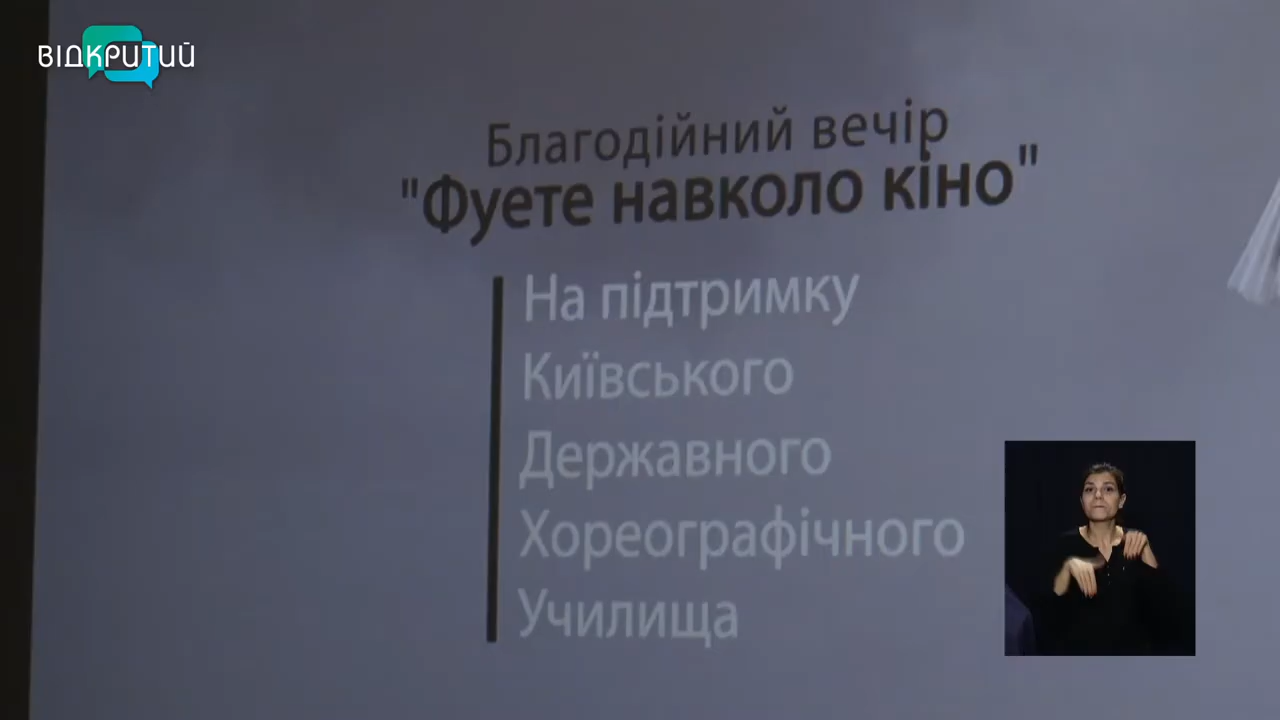 ВІДКРИТИЙ
Благодійний вечір
"Фуете навколо кіно"
На підтримку
Київського
Державного
Хореографічного
Училища